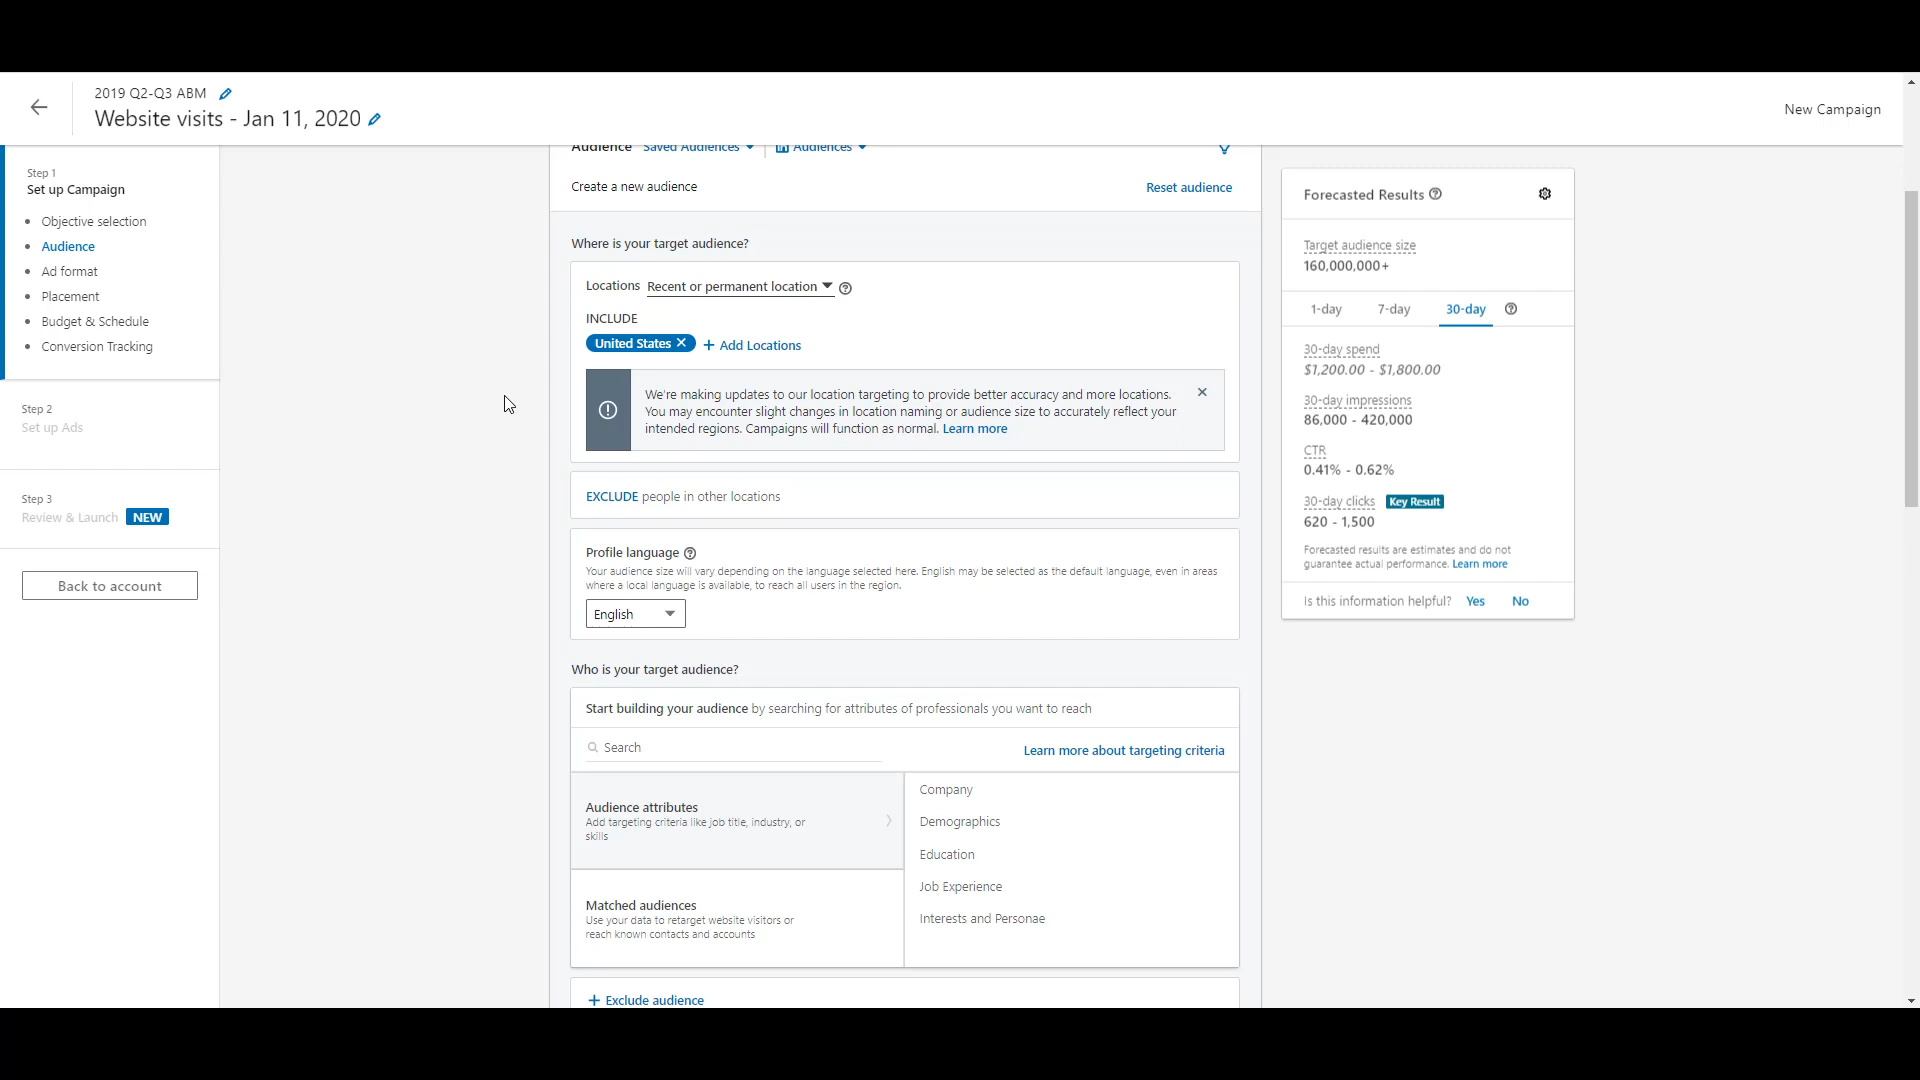 2019 Q2-Q3 ABM
Website visits - Jan 11, 2020
New Campaign
Step 1
Set up Campaign
Objective selection
Audience
Ad format
Placement
Budget & Schedule
Conversion Tracking
Step 2
Set up Ads
Step 3
Review & Launch NEW
Back to account
Audience Saved Audiences Audiences
Create a new audience Reset audience
Where is your target audience?
Locations Recent or permanent location
INCLUDE
United States + Add Locations
We're making updates to our location targeting to provide better accuracy and more locations.
You may encounter slight changes in location naming or audience size to accurately reflect your
intended regions. Campaigns will function as normal. Learn more
EXCLUDE people in other locations
Profile language
Your audience size will vary depending on the language selected here. English may be selected as the default language, even in areas
where a local language is available, to reach all users in the region.
English
Who is your target audience?
Start building your audience by searching for attributes of professionals you want to reach
Search Learn more about targeting criteria
Audience attributes
Add targeting criteria like job title, industry, or
skills
Matched audiences
Use your data to retarget website visitors or
reach known contacts and accounts
Company
Demographics
Education
Job Experience
Interests and Personae
+ Exclude audience
Forecasted Results
Target audience size
160,000,000+
1-day 7-day 30-day
30-day spend
$1,200.00 - $1,800.00
30-day impressions
86,000 - 420,000
CTR
0.41% - 0.62%
30-day clicks Key Result
620 - 1,500
Forecasted results are estimates and do not
guarantee actual performance. Learn more
Is this information helpful? Yes No